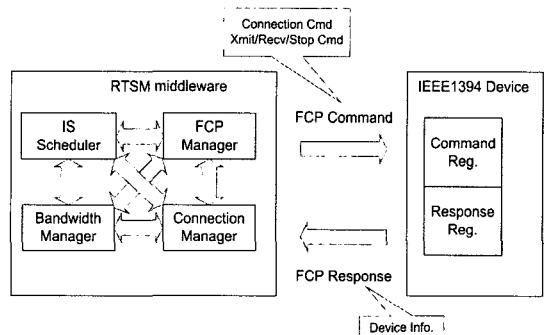 Connection Cmd
Xmit/Recv/Stop Cmd
RTSM middleware
IEEE1394 Device
IS
Scheduler
FCP
Manager
FCP Command
Command
Reg.
Bandwidth
Manager
Connection
Manager
Response
Reg.
FCP Response
Device Info.